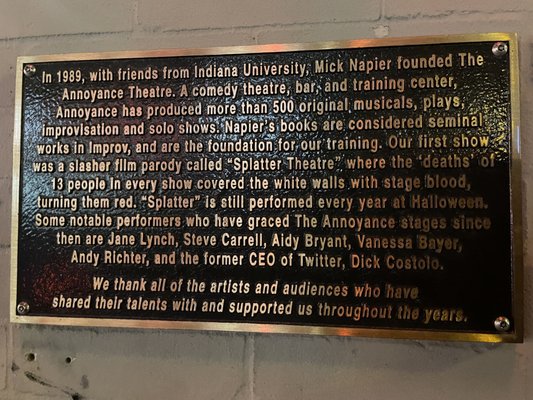 In 1989, with friends from Indiana University, Mick Napier founded The
Annoyance Theatre. A comedy theatre, bar, and training center,
Annoyance has produced more than 500 original musicals, plays,
improvisation and solo shows. Napier's books are considered seminal
works in Improv, and are the foundation for our training. Our first show
was a slasher film parody called "Splatter Theatre" where the 'deaths' of
13 people in every show covered the white walls with stage blood,
turning them red. "Splatter" is still performed every year at Halloween.
Some notable performers who have graced The Annoyance stages since
then are Jane Lynch, Steve Carrell, Aidy Bryant, Vanessa Bayer,
Andy Richter, and the former CEO of Twitter, Dick Costolo.
We thank all of the artists and audiences who have
shared their talents with and supported us throughout the years.